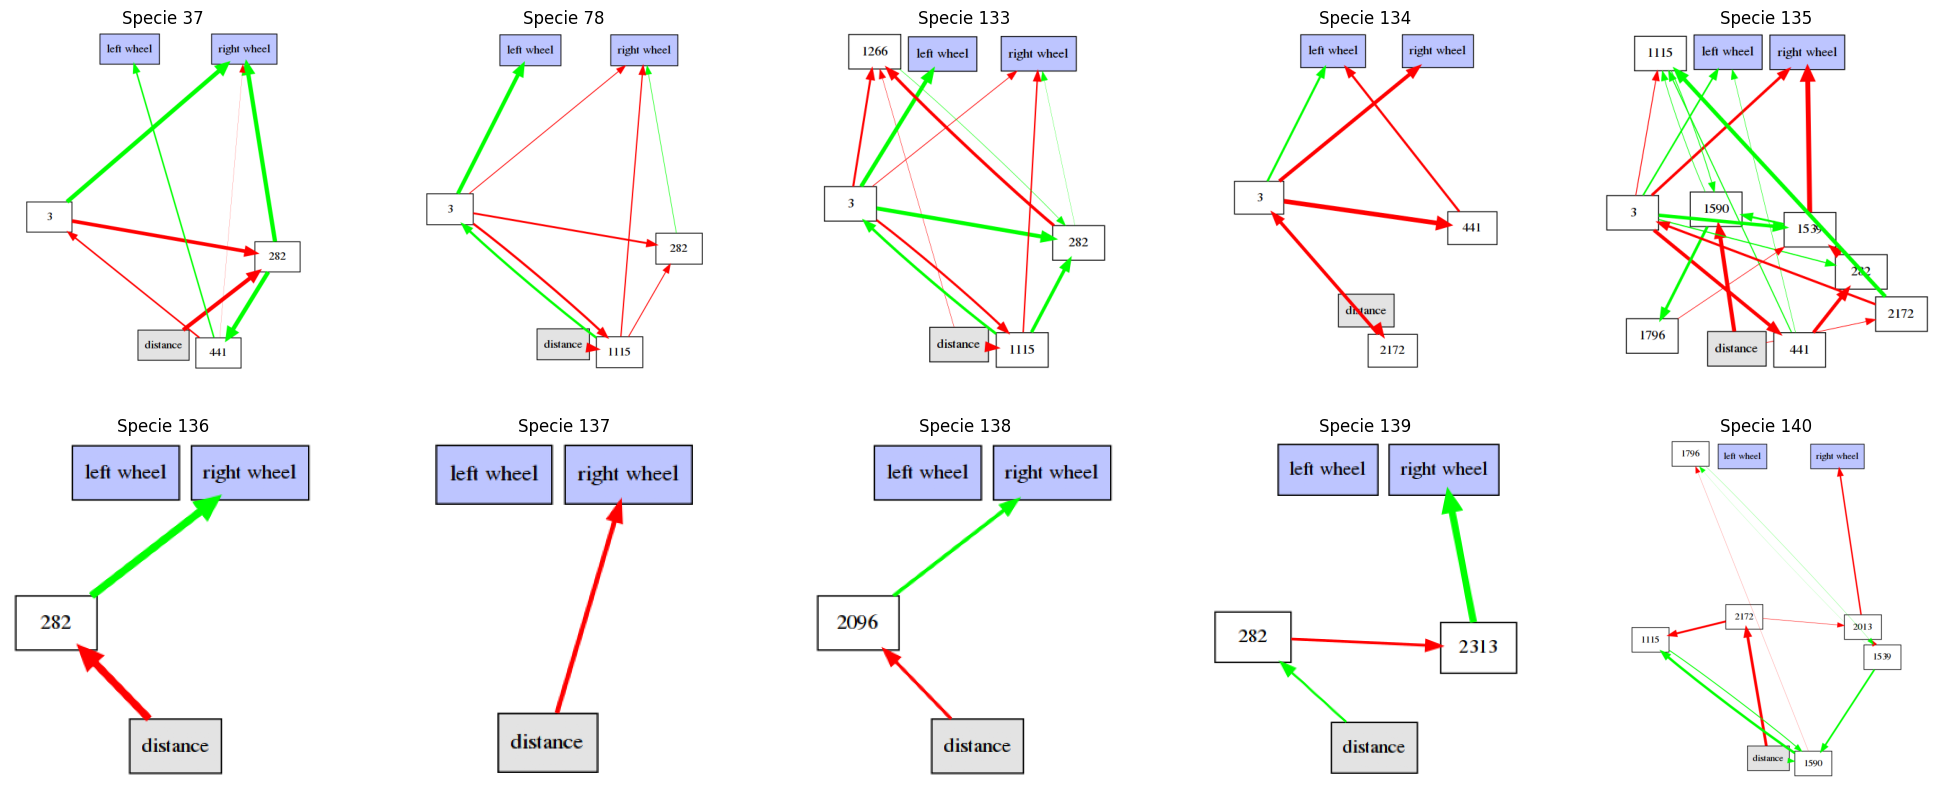 Specie 37
left wheel
right wheel
3
282
distance
441
Specie 78
left wheel
right wheel
3
282
distance
1115
Specie 133
1266
left wheel
right wheel
3
282
distance
1115
Specie 134
left wheel
right wheel
3
441
distance
2172
Specie 135
1115
left wheel
right wheel
3
1590
1539
282
2172
1796
distance
441
Specie 136
left wheel
right wheel
282
distance
Specie 137
left wheel
right wheel
distance
Specie 138
left wheel
right wheel
2096
distance
Specie 139
left wheel
right wheel
282
2313
distance
Specie 140
1796
left wheel
right wheel
2172
2013
1115
1539
distance
1590